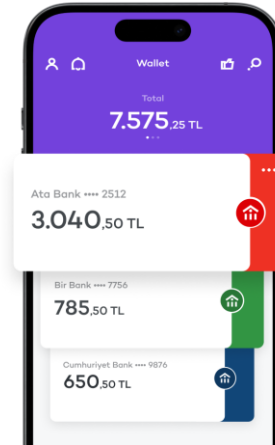 Wallet
Total
7.575,25 TL
Ata Bank •••• 2512
3.040,50 TL
Bir Bank •••• 7756
785,50 TL
Cumhuriyet Bank •••• 9876
650,50 TL